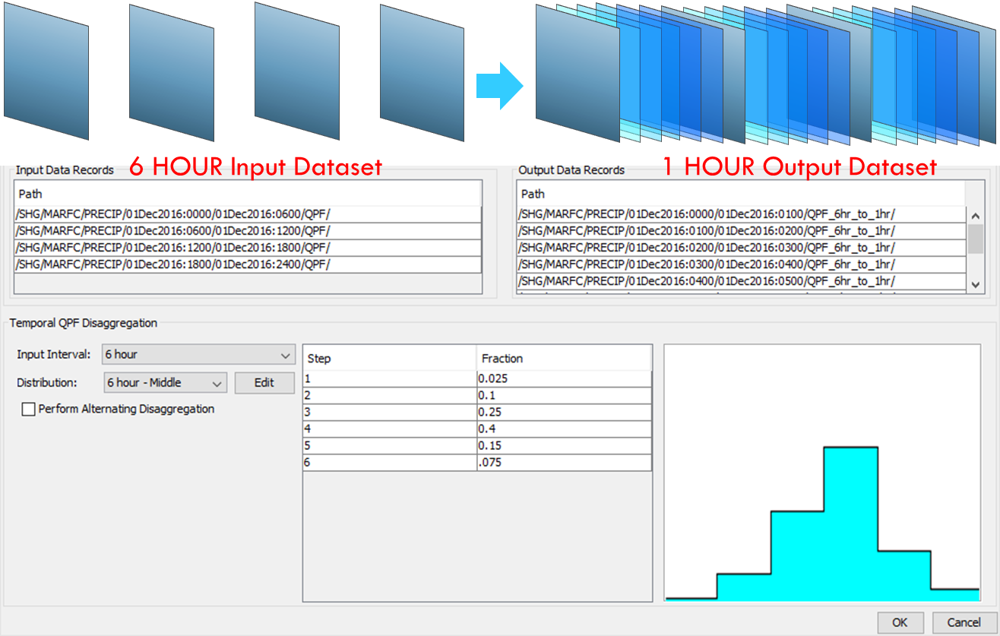 6 HOUR Input Dataset
1 HOUR Output Dataset
Input Data Records
Path
/SHG/MARFC/PRECIP/01Dec2016:0000/01Dec2016:0600/QPF/
/SHG/MARFC/PRECIP/01Dec2016:0600/01Dec2016:1200/QPF/
/SHG/MARFC/PRECIP/01Dec2016:1200/01Dec2016:1800/QPF/
/SHG/MARFC/PRECIP/01Dec2016:1800/01Dec2016:2400/QPF/
Output Data Records
Path
/SHG/MARFC/PRECIP/01Dec2016:0000/01Dec2016:0100/QPF_6hr_to_1hr/
/SHG/MARFC/PRECIP/01Dec2016:0100/01Dec2016:0200/QPF_6hr_to_1hr/
/SHG/MARFC/PRECIP/01Dec2016:0200/01Dec2016:0300/QPF_6hr_to_1hr/
/SHG/MARFC/PRECIP/01Dec2016:0300/01Dec2016:0400/QPF_6hr_to_1hr/
/SHG/MARFC/PRECIP/01Dec2016:0400/01Dec2016:0500/QPF_6hr_to_1hr/
Temporal QPF Disaggregation
Input Interval: 6 hour
Distribution: 6 hour - Middle Edit
Perform Alternating Disaggregation
Step Fraction
1 0.025
2 0.1
3 0.25
4 0.4
5 0.15
6 .075
OK Cancel